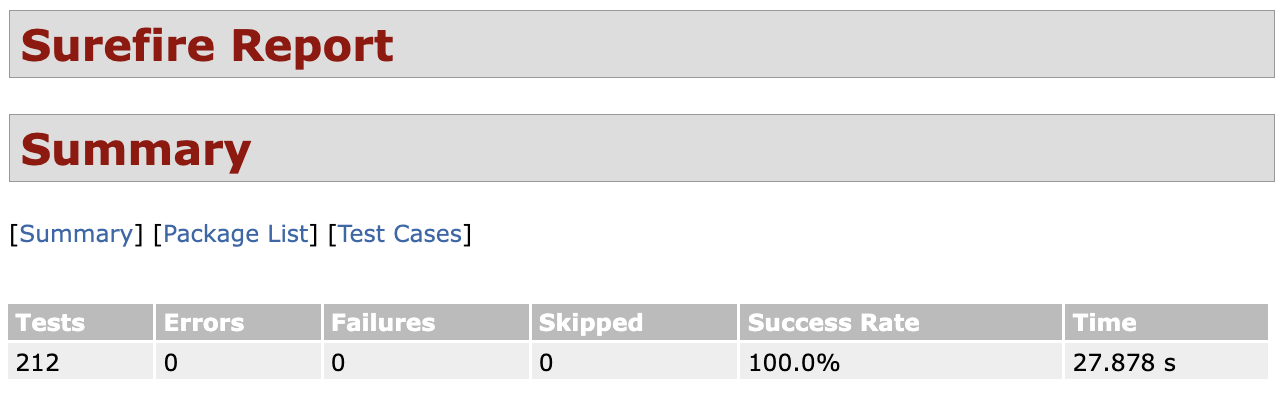 Surefire Report
Summary
[Summary] [Package List] [Test Cases]
Tests Errors Failures Skipped Success Rate Time
212 0 0 0 100.0% 27.878 s